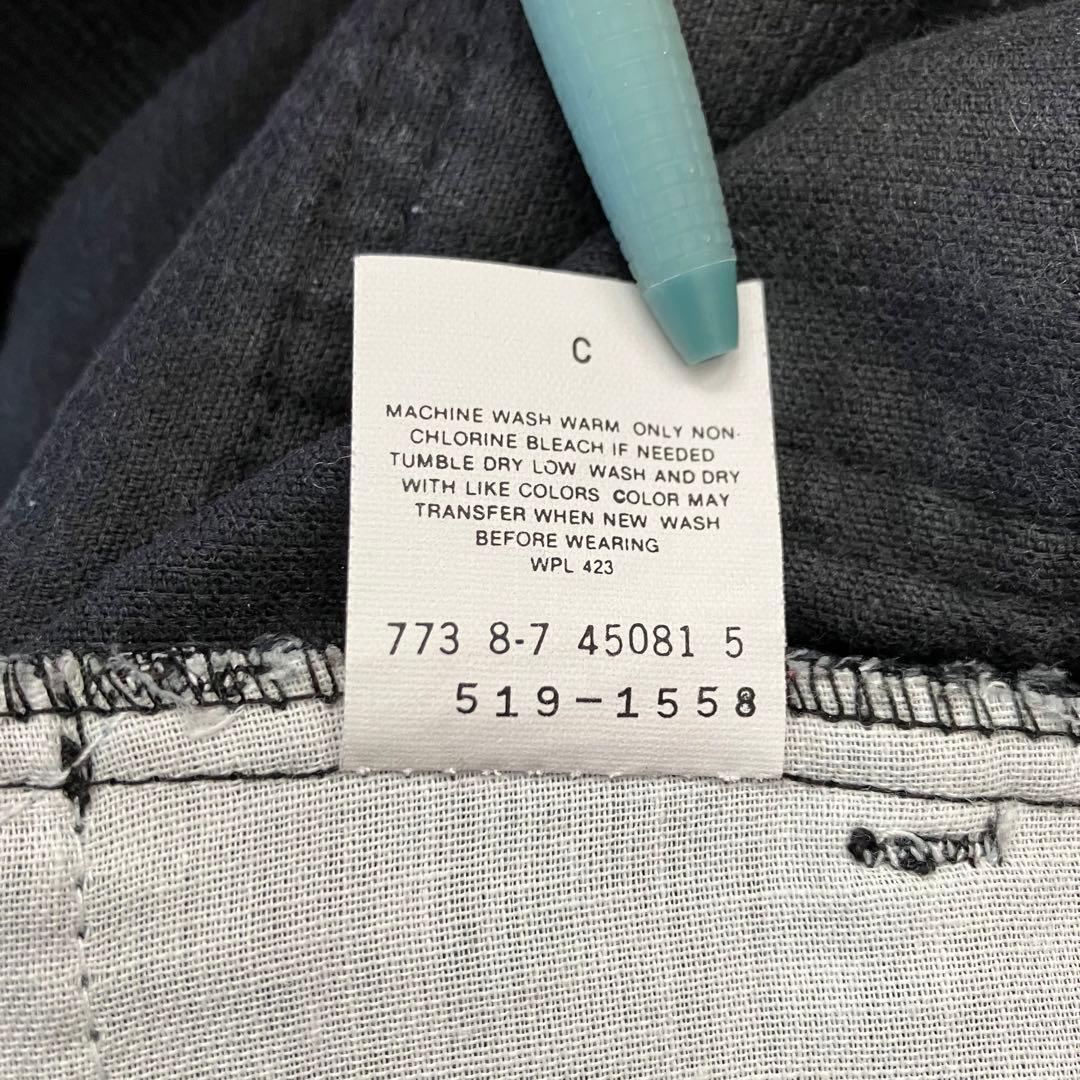 C
MACHINE WASH WARM ONLY NON-
CHLORINE BLEACH IF NEEDED
TUMBLE DRY LOW WASH AND DRY
WITH LIKE COLORS COLOR MAY
TRANSFER WHEN NEW WASH
BEFORE WEARING
WPL 423
773 8-7 45081 5
519-1558